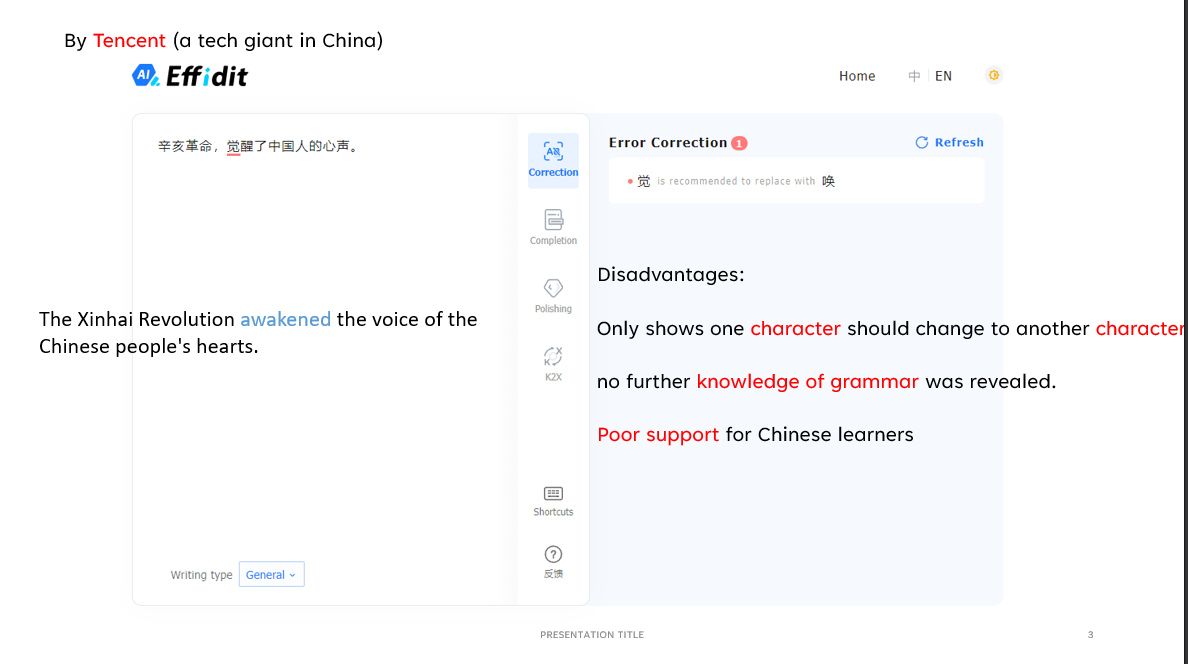 By Tencent (a tech giant in China)
AI Effidit
Home 中 EN
辛亥革命，觉醒了中国人的心声。
Correction
Completion
Polishing
K2X
Shortcuts
反馈
Writing type General
Error Correction 1 Refresh
觉 is recommended to replace with 唤
The Xinhai Revolution awakened the voice of the
Chinese people's hearts.
Disadvantages:
Only shows one character should change to another character
no further knowledge of grammar was revealed.
Poor support for Chinese learners
PRESENTATION TITLE
3